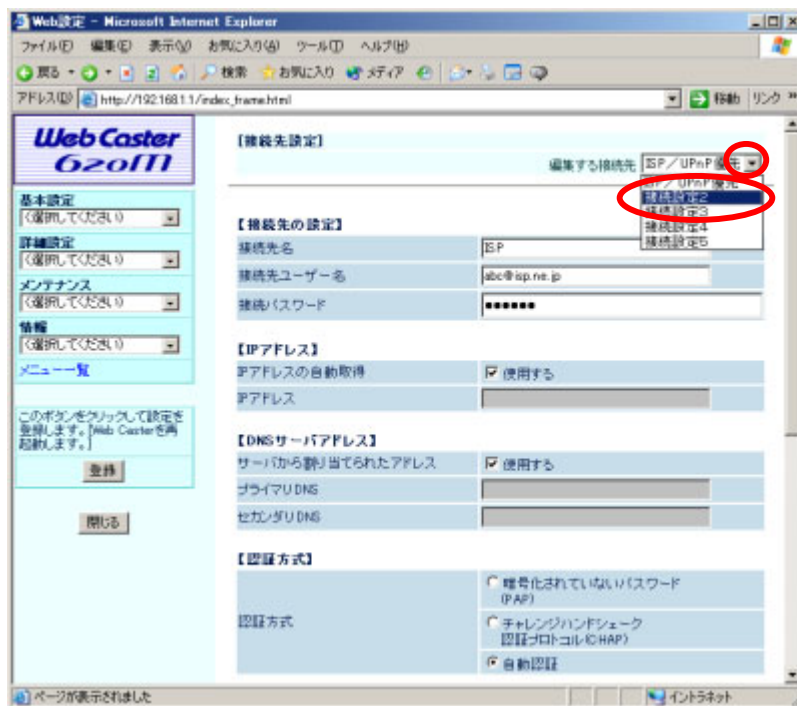 Web設定 - Microsoft Internet Explorer
ファイル(F) 編集(E) 表示(V) お気に入り(A) ツール(T) ヘルプ(H)
戻る 検索 お気に入り メディア
アドレス(D) http://192.168.1.1/index_frame.html 移動 リンク »
Web Caster
620M
基本設定
(選択してください)
詳細設定
(選択してください)
メンテナンス
(選択してください)
情報
(選択してください)
メニュー一覧
このボタンをクリックして設定を
登録します。[Web Casterを再
起動します。]
登録
閉じる
【接続先設定】
編集する接続先 ISP/UPnP優先
ISP/UPnP優先
接続設定2
接続設定3
接続設定4
接続設定5
【接続先の設定】
接続先名 ISP
接続先ユーザー名 abc@isp.ne.jp
接続パスワード ●●●●●●
【IPアドレス】
IPアドレスの自動取得 使用する
IPアドレス
【DNSサーバアドレス】
サーバから割り当てられたアドレス 使用する
プライマリDNS
セカンダリDNS
【認証方式】
認証方式
暗号化されていないパスワード
(PAP)
チャレンジハンドシェーク
認証プロトコル(CHAP)
自動認証
ページが表示されました
イントラネット